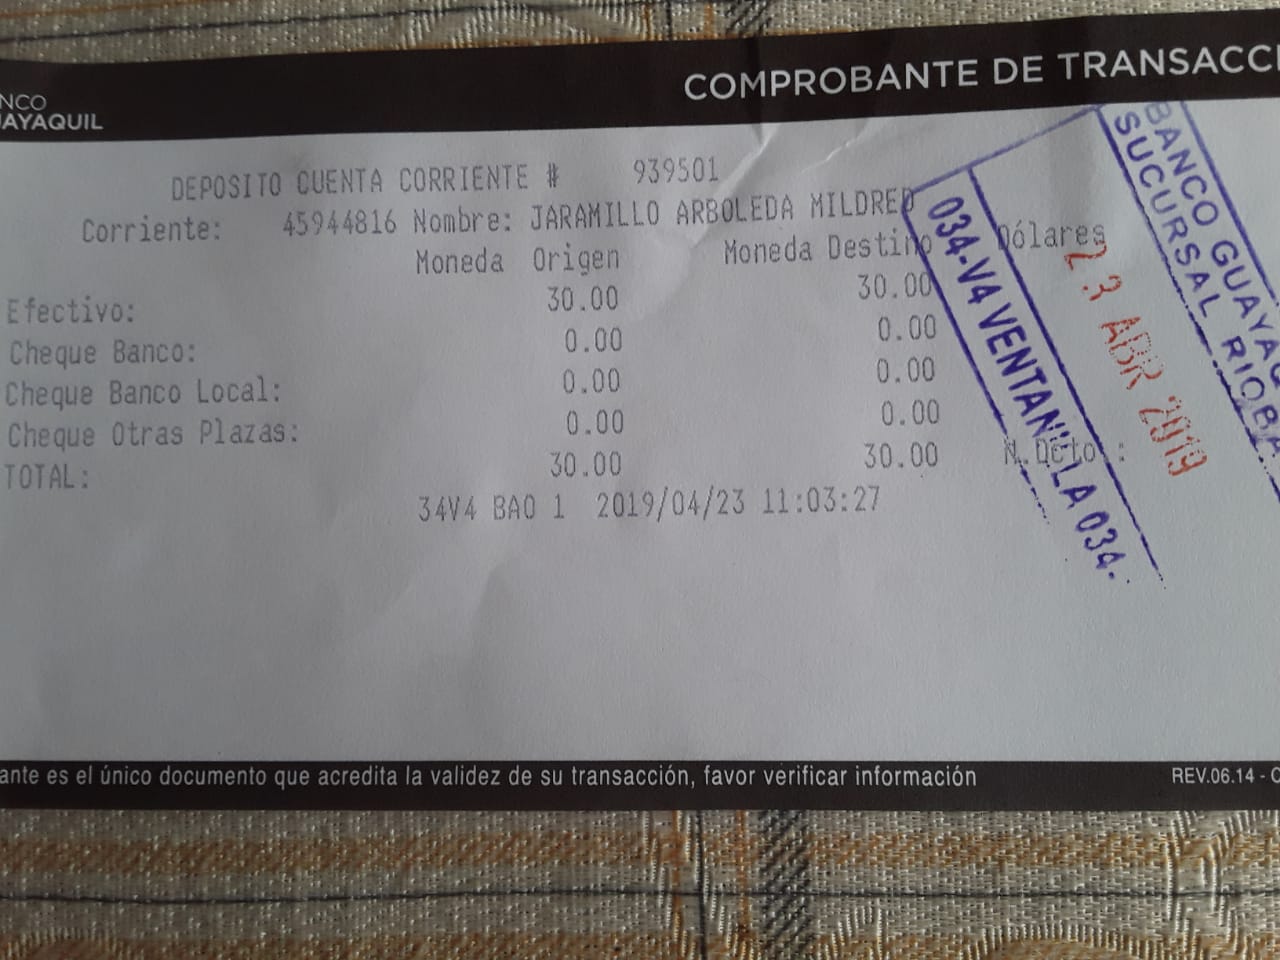 NCO
AYAQUIL
COMPROBANTE DE TRANSACCI
DEPOSITO CUENTA CORRIENTE # 939501
Corriente: 45944816 Nombre: JARAMILLO ARBOLEDA MILDRED
Moneda Origen Moneda Destino Dólares
Efectivo: 30.00 30.00
Cheque Banco: 0.00 0.00
Cheque Banco Local: 0.00 0.00
Cheque Otras Plazas: 0.00 0.00
TOTAL: 30.00 30.00 N.Dcto :
34V4 BAO 1 2019/04/23 11:03:27
BANCO GUAYAQ
SUCURSAL RIOBA
23 ABR 2019
034-V4 VENTANILLA 034-
ante es el único documento que acredita la validez de su transacción, favor verificar información
REV.06.14 - C